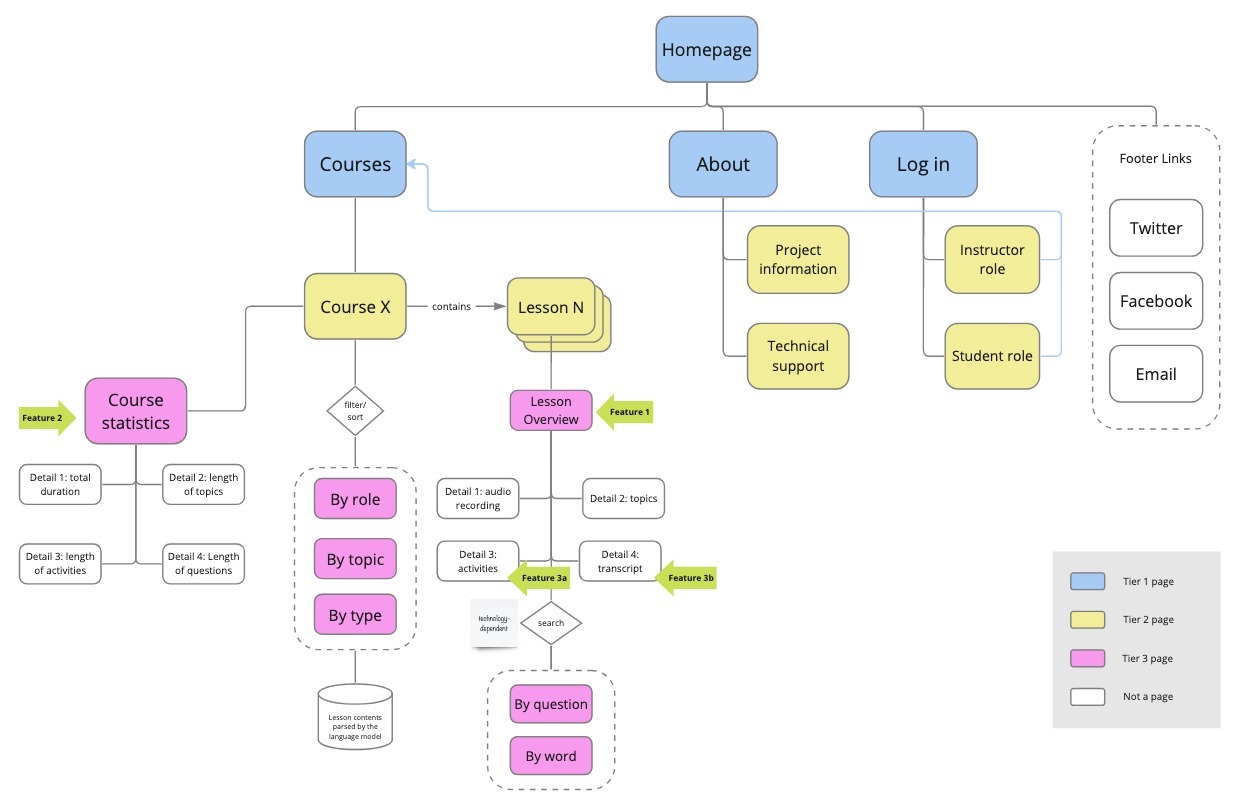 Homepage
Courses
About
Log in
Footer Links
Twitter
Facebook
Email
Project
information
Instructor
role
Technical
support
Student role
Course X
contains
Lesson N
Course
statistics
Feature 2
filter/
sort
Lesson
Overview
Feature 1
Detail 1: total
duration
Detail 2: length
of topics
Detail 3: length
of activities
Detail 4: Length
of questions
By role
By topic
By type
Lesson contents
parsed by the
language model
Detail 1: audio
recording
Detail 2: topics
Detail 3:
activities
Detail 4:
transcript
Feature 3a
Feature 3b
technology-
dependent
search
By question
By word
Tier 1 page
Tier 2 page
Tier 3 page
Not a page